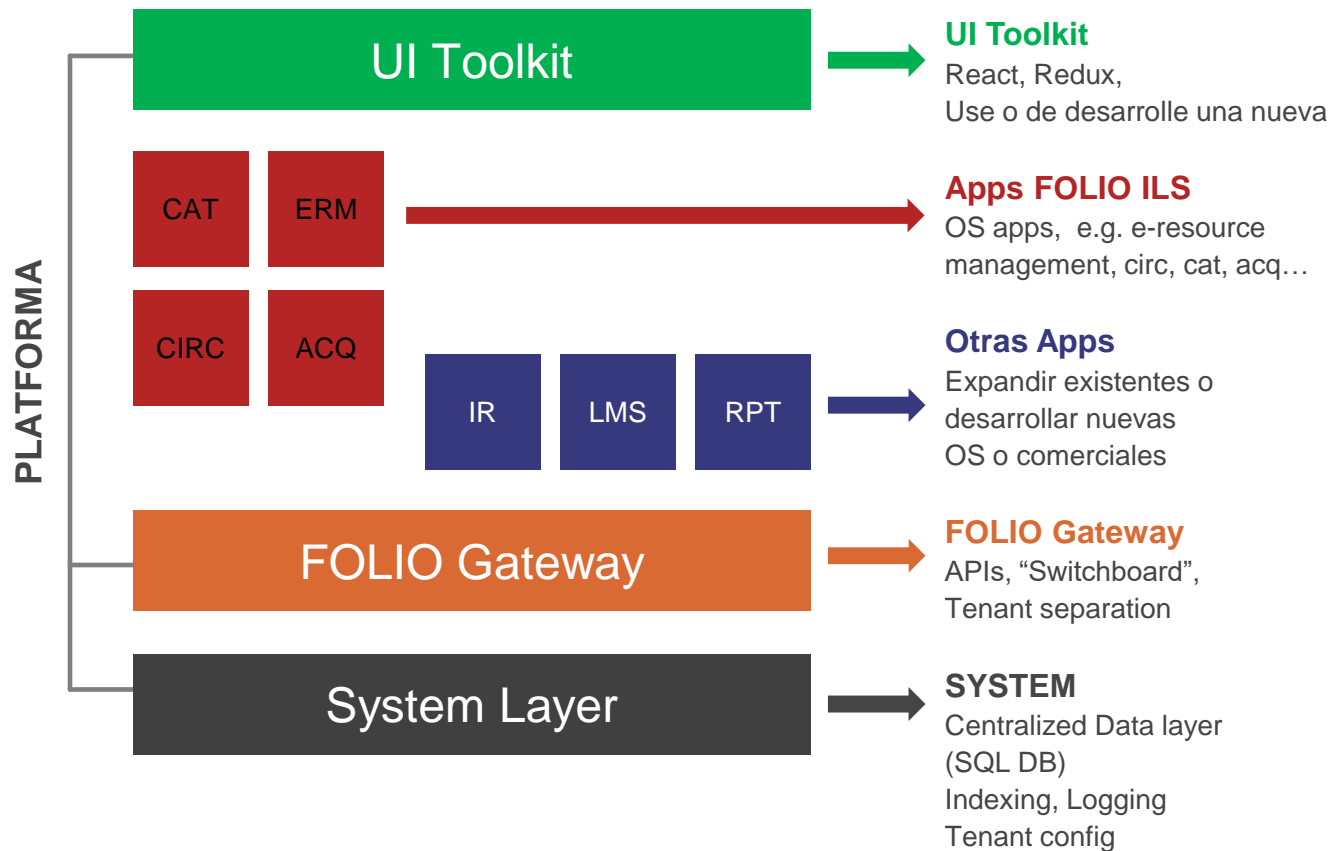 PLATFORMA
UI Toolkit
UI Toolkit
React, Redux,
Use o de desarrolle una nueva
CAT
ERM
CIRC
ACQ
Apps FOLIO ILS
OS apps, e.g. e-resource
management, circ, cat, acq…
IR
LMS
RPT
Otras Apps
Expandir existentes o
desarrollar nuevas
OS o comerciales
FOLIO Gateway
FOLIO Gateway
APIs, “Switchboard”,
Tenant separation
System Layer
SYSTEM
Centralized Data layer
(SQL DB)
Indexing, Logging
Tenant config